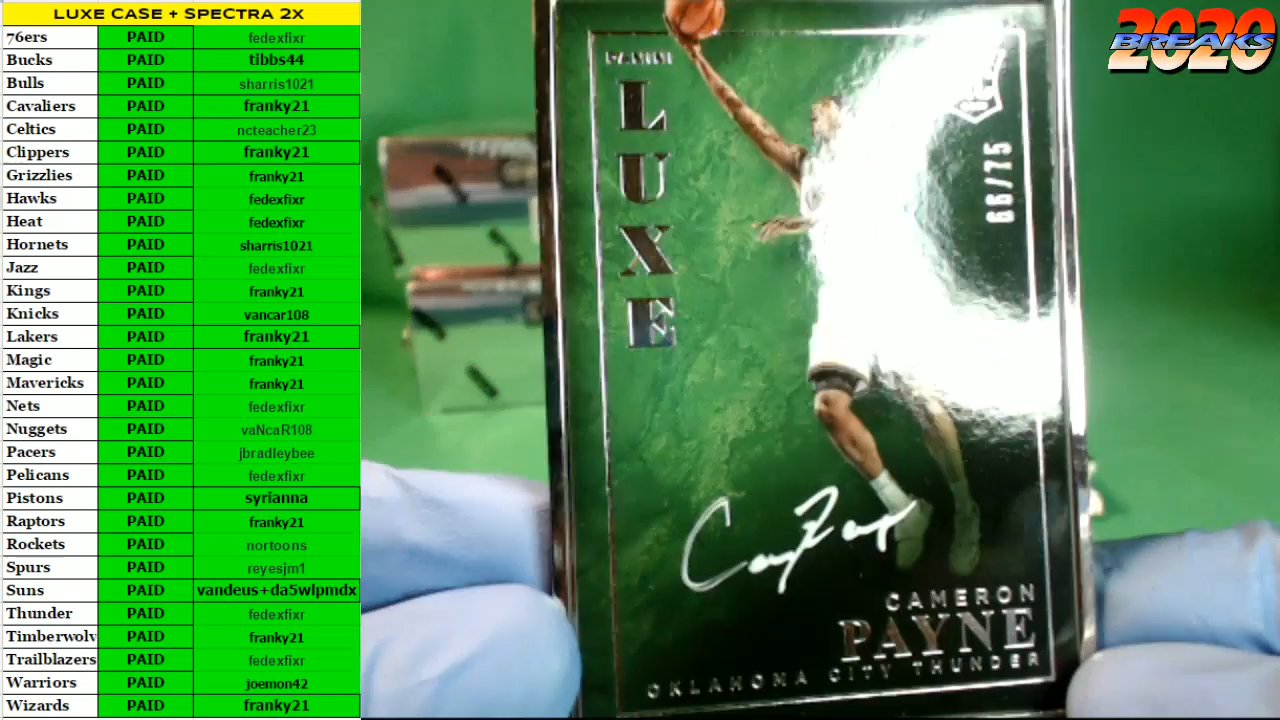 LUXE CASE + SPECTRA 2X
76ers PAID fedexfixr
Bucks PAID tibbs44
Bulls PAID sharris1021
Cavaliers PAID franky21
Celtics PAID ncteacher23
Clippers PAID franky21
Grizzlies PAID franky21
Hawks PAID fedexfixr
Heat PAID fedexfixr
Hornets PAID sharris1021
Jazz PAID fedexfixr
Kings PAID franky21
Knicks PAID vancar108
Lakers PAID franky21
Magic PAID franky21
Mavericks PAID franky21
Nets PAID fedexfixr
Nuggets PAID vaNcaR108
Pacers PAID jbradleybee
Pelicans PAID fedexfixr
Pistons PAID syrianna
Raptors PAID franky21
Rockets PAID nortoons
Spurs PAID reyesjm1
Suns PAID vandeus+da5wlpmdx
Thunder PAID fedexfixr
Timberwolv PAID franky21
Trailblazers PAID fedexfixr
Warriors PAID joemon42
Wizards PAID franky21
PANINI
LUXE
66/75
CAMERON
PAYNE
OKLAHOMA CITY THUNDER
2020
BREAKS